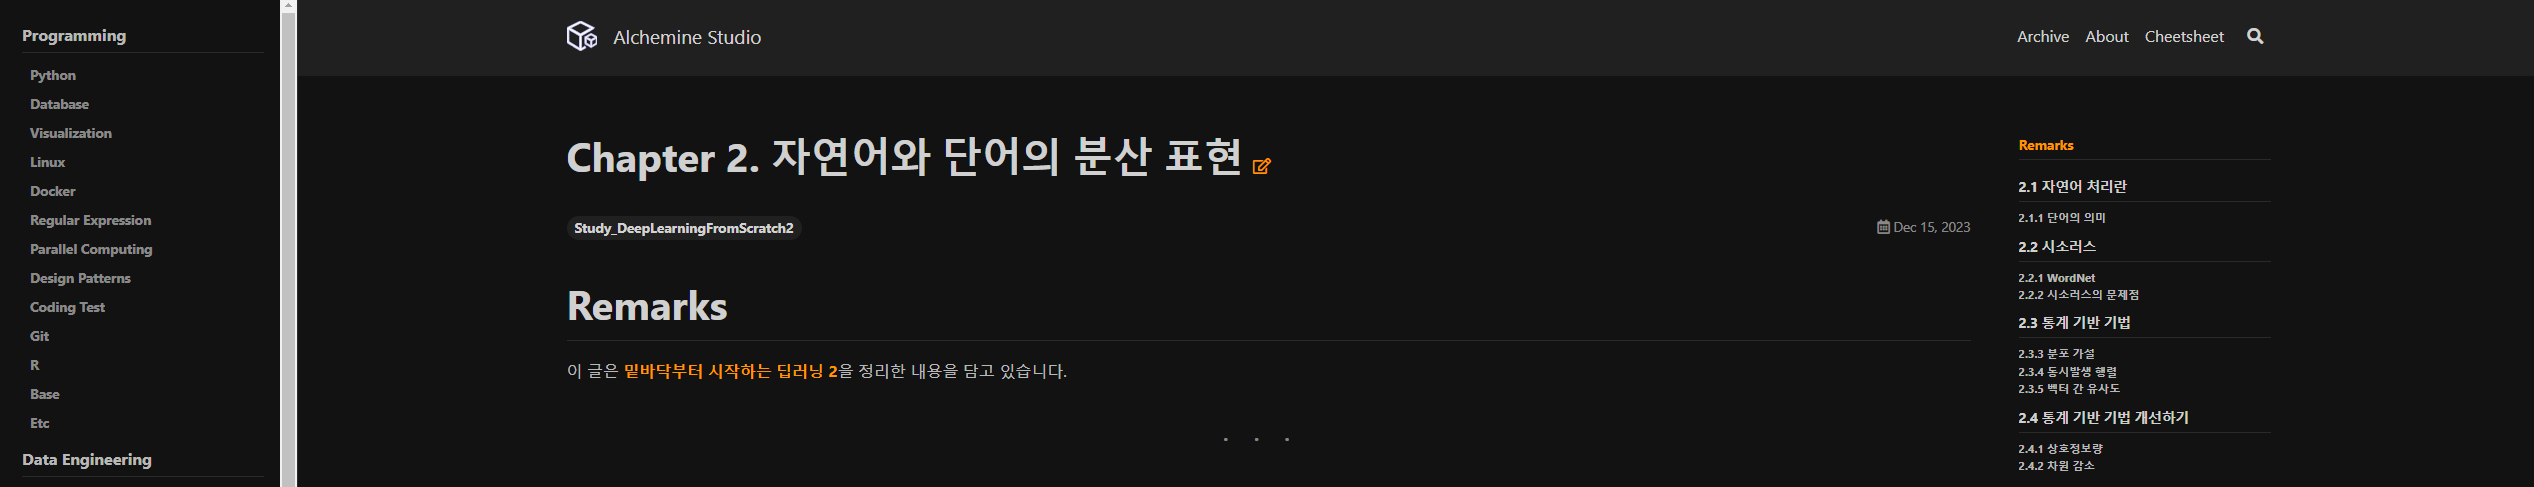 Programming
Python
Database
Visualization
Linux
Docker
Regular Expression
Parallel Computing
Design Patterns
Coding Test
Git
R
Base
Etc
Data Engineering
Alchemine Studio
Archive About Cheetsheet
Chapter 2. 자연어와 단어의 분산 표현
Study_DeepLearningFromScratch2
Dec 15, 2023
Remarks
이 글은 밑바닥부터 시작하는 딥러닝 2을 정리한 내용을 담고 있습니다.
. . .
Remarks
2.1 자연어 처리란
2.1.1 단어의 의미
2.2 시소러스
2.2.1 WordNet
2.2.2 시소러스의 문제점
2.3 통계 기반 기법
2.3.3 분포 가설
2.3.4 동시발생 행렬
2.3.5 벡터 간 유사도
2.4 통계 기반 기법 개선하기
2.4.1 상호정보량
2.4.2 차원 감소